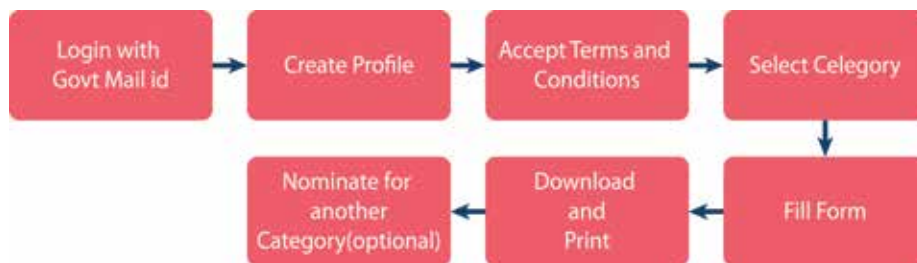 Login with
Govt Mail id
Create Profile
Accept Terms and
Conditions
Select Celegory
Fill Form
Download
and
Print
Nominate for
another
Category(optional)